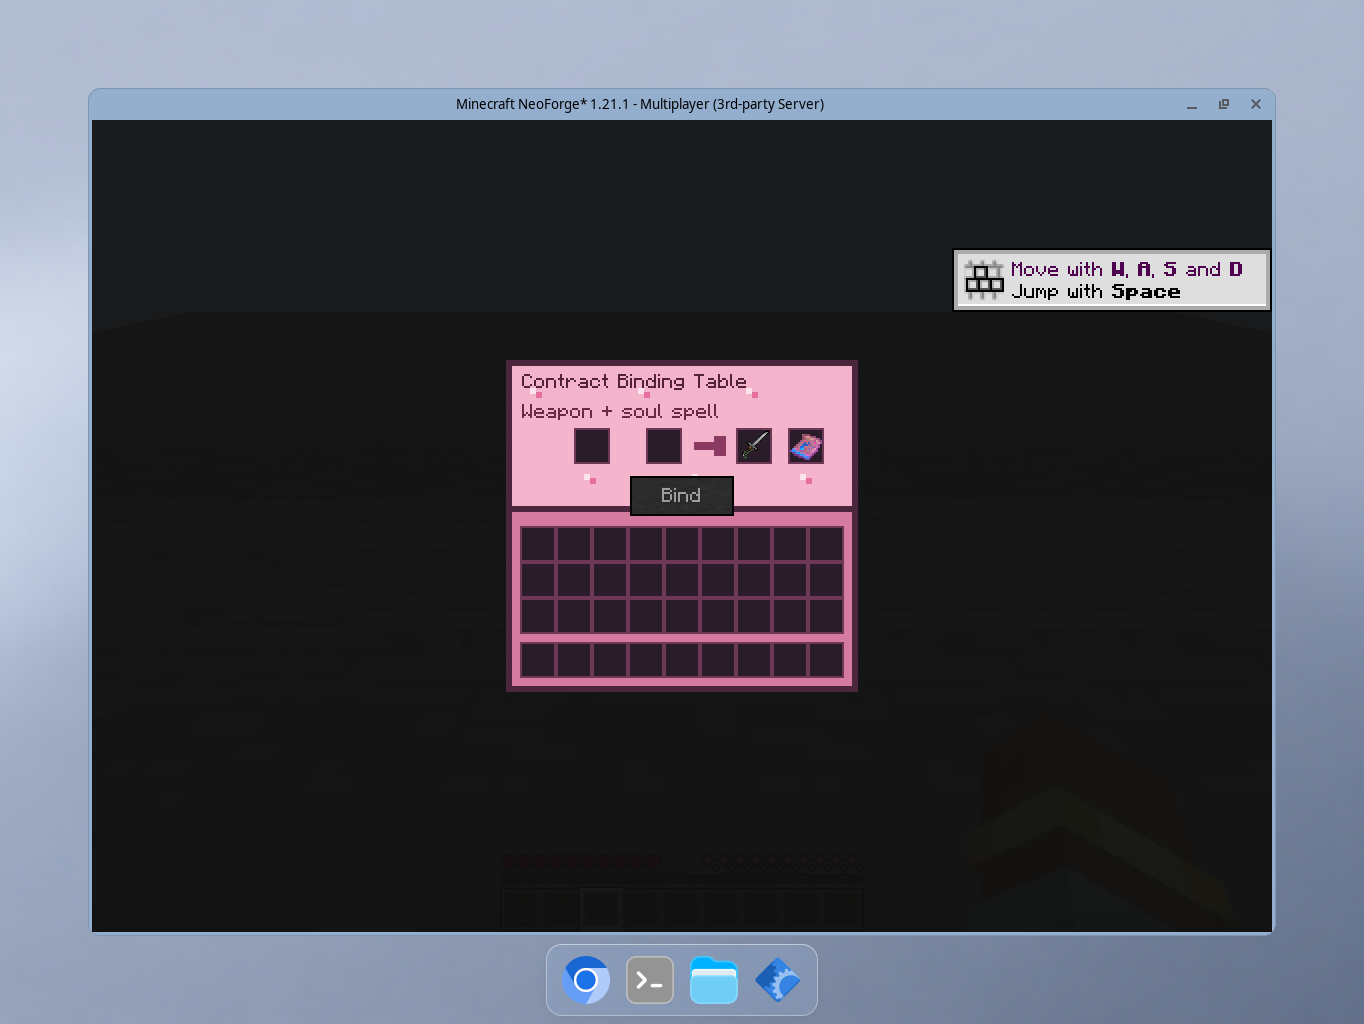 Minecraft NeoForge* 1.21.1 - Multiplayer (3rd-party Server)
Move with W, A, S and D
Jump with Space
Contract Binding Table
Weapon + soul spell
Bind